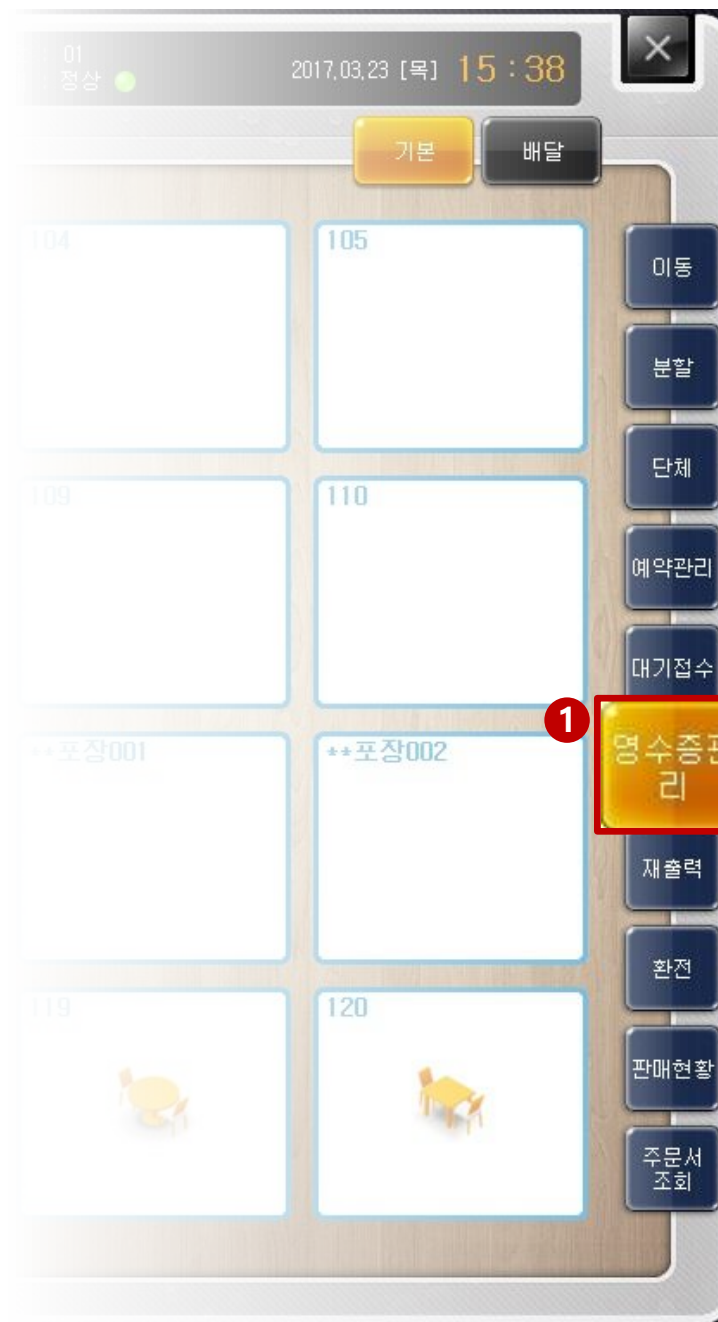 01
정상
2017.03.23 [목] 15:38
기본
배달
104
105
이동
분할
109
110
단체
예약관리
대기접수
1
**포장001
**포장002
영수증관
리
재출력
환전
119
120
판매현황
주문서
조회